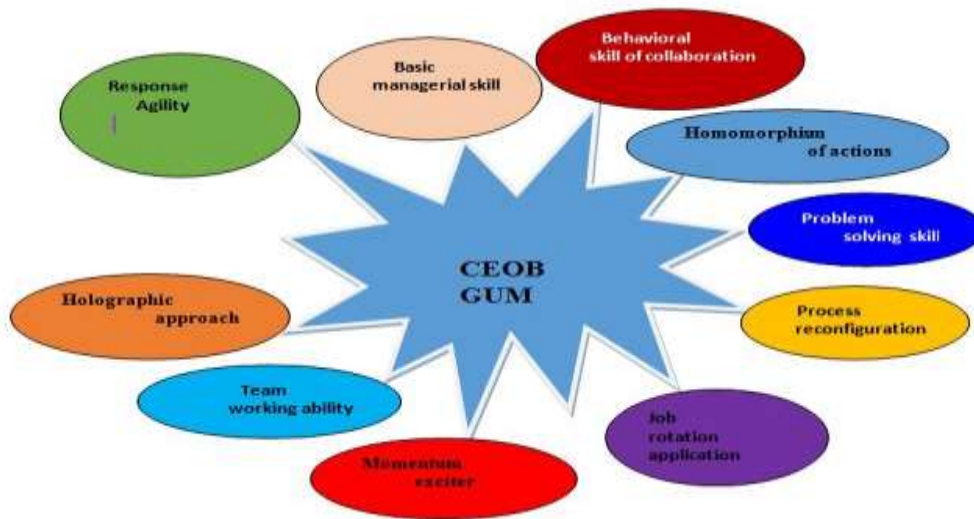 Behavioral
skill of collaboration
Basic
managerial skill
Response
Agility
Homomorphium
of actions
Problem
solving skill
CEOB
GUM
Holographic
approach
Process
reconfiguration
Team
working ability
Job
rotation
application
Momentum
exciter